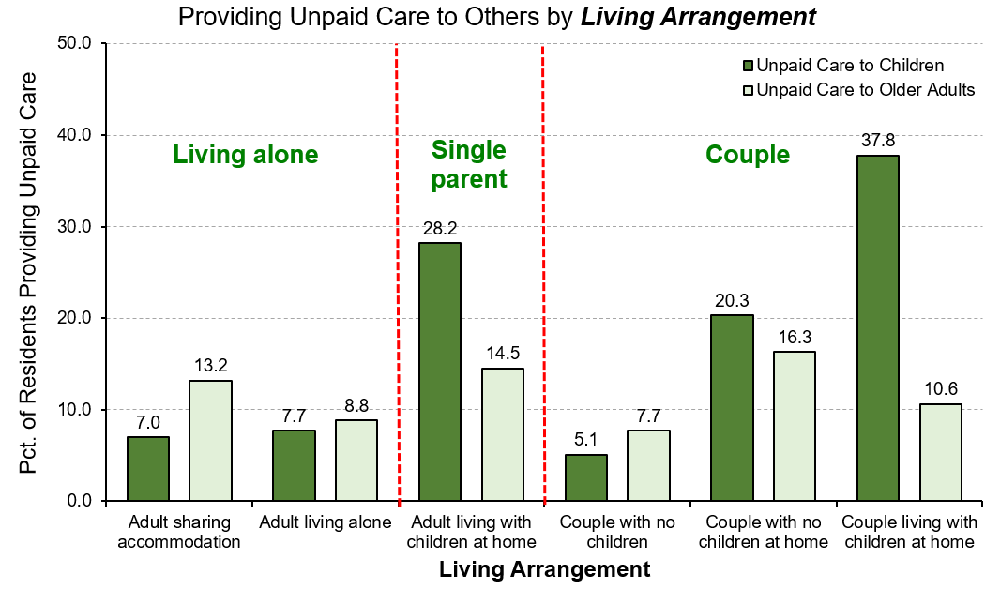 Providing Unpaid Care to Others by Living Arrangement
Pct. of Residents Providing Unpaid Care
50.0
40.0
30.0
20.0
10.0
0.0
Unpaid Care to Children
Unpaid Care to Older Adults
Living alone
Single
parent
Couple
7.0
13.2
7.7
8.8
28.2
14.5
5.1
7.7
20.3
16.3
37.8
10.6
Adult sharing
accommodation
Adult living alone
Adult living with
children at home
Couple with no
children
Couple with no
children at home
Couple living with
children at home
Living Arrangement